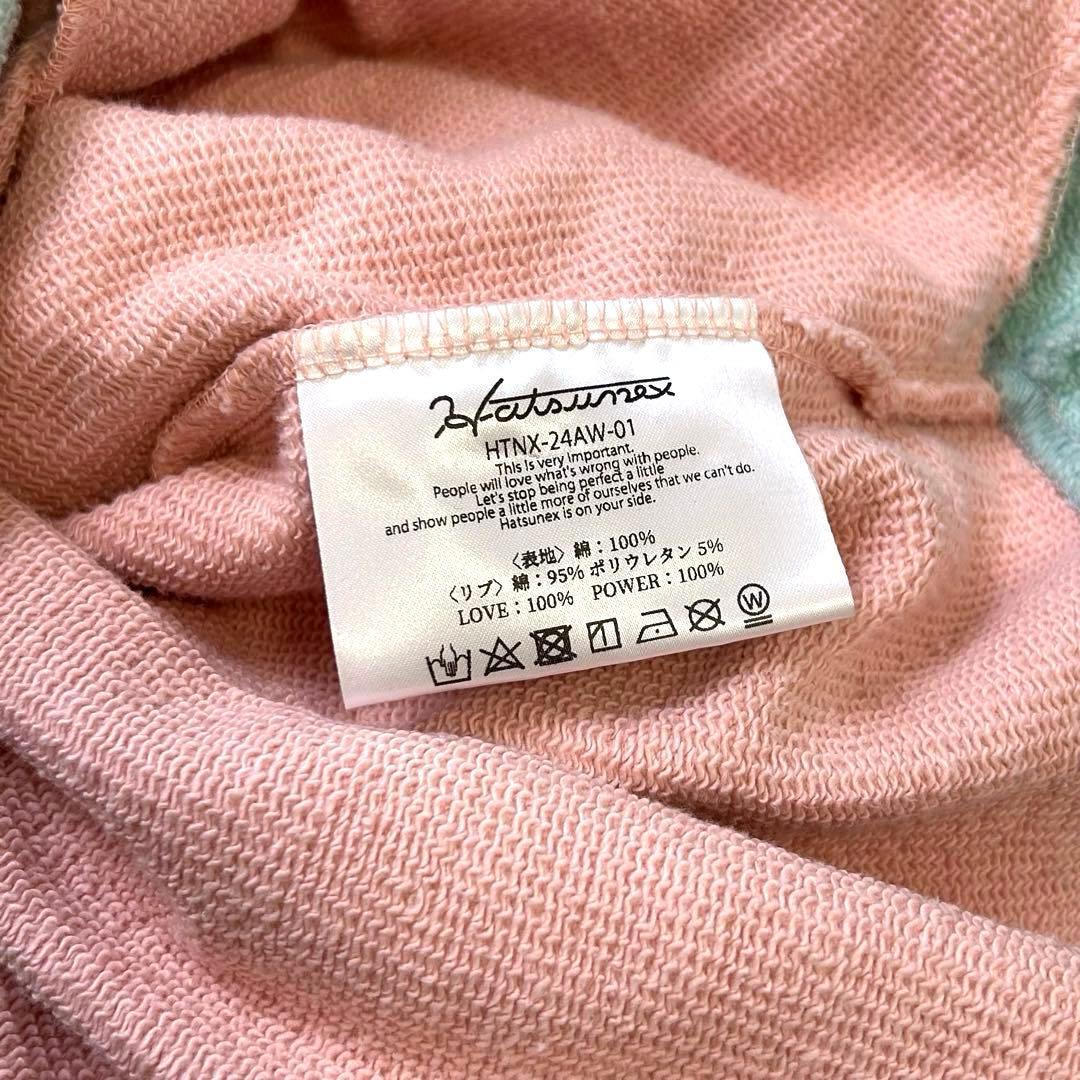 Hatsunex
HTNX-24AW-01
This is very important.
People will love what's wrong with people.
Let's stop being perfect a little
and show people a little more of ourselves that we can't do.
Hatsunex is on your side.
〈表地〉綿：100%
〈リブ〉綿：95% ポリウレタン 5%
LOVE：100% POWER：100%
W